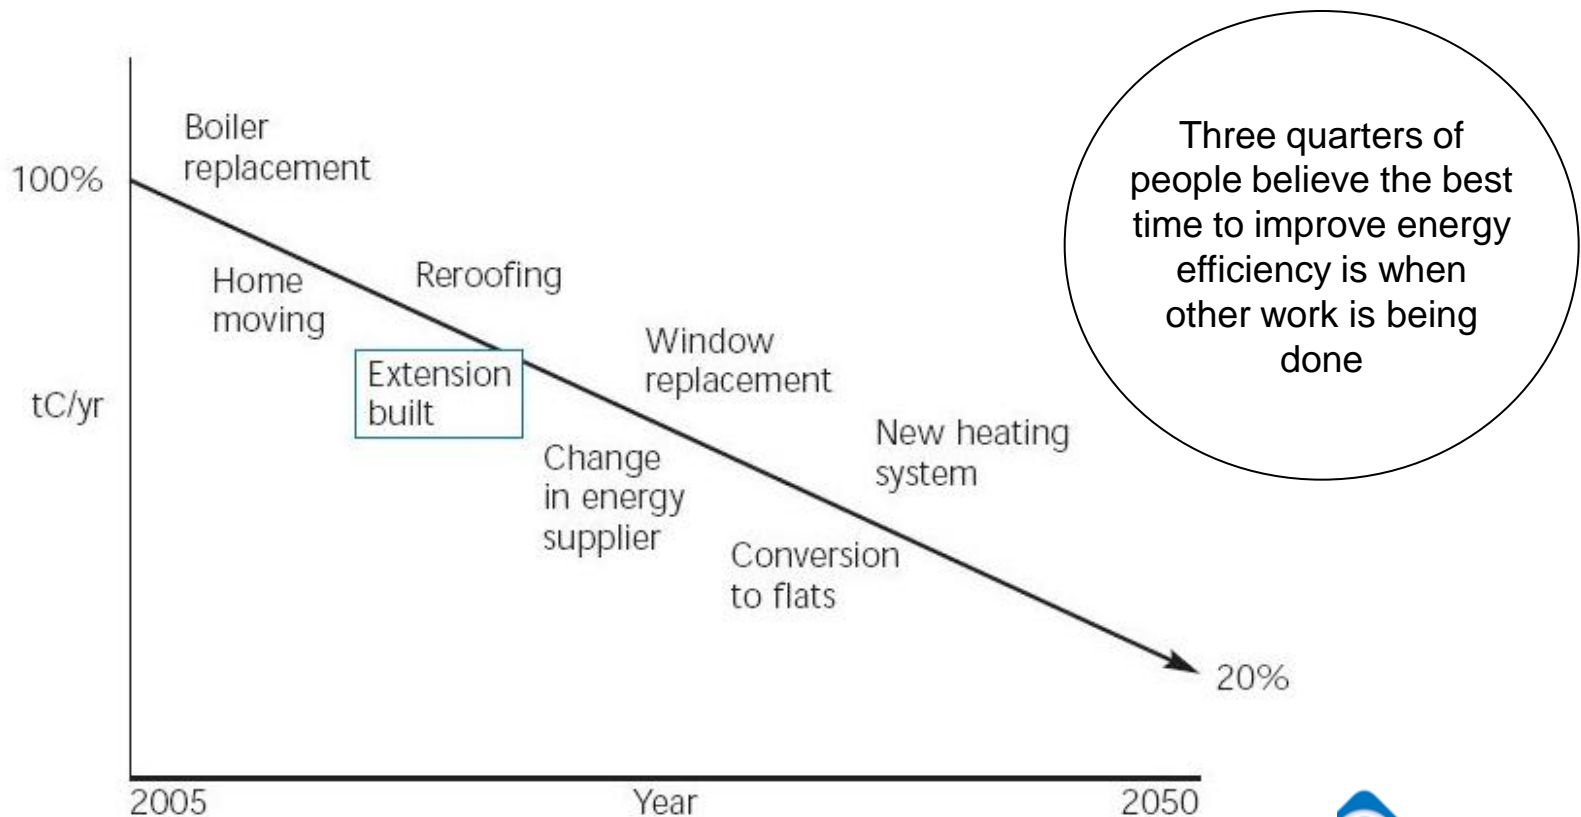 Boiler
replacement
100%
Home
moving
Reroofing
Extension
built
tC/yr
Window
replacement
Change
in energy
supplier
New heating
system
Conversion
to flats
20%
2005
Year
2050
Three quarters of
people believe the best
time to improve energy
efficiency is when
other work is being
done